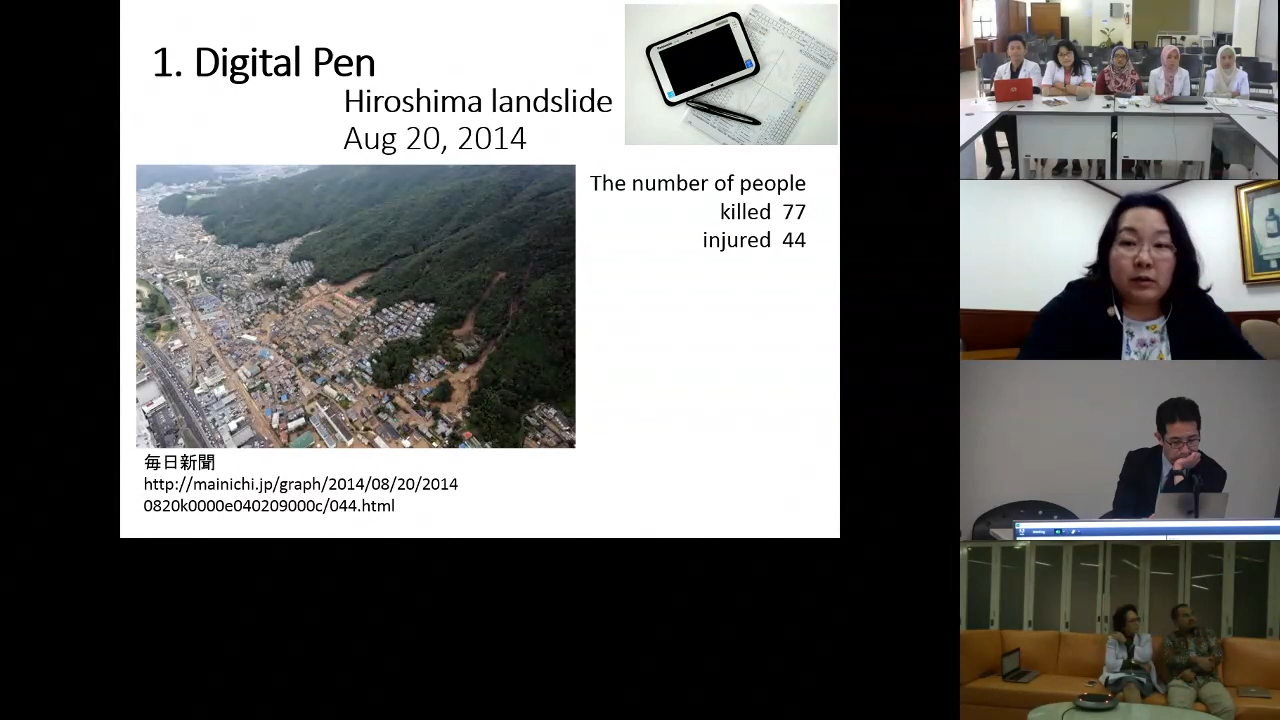 1. Digital Pen
Hiroshima landslide
Aug 20, 2014
The number of people
killed 77
injured 44
毎日新聞
http://mainichi.jp/graph/2014/08/20/2014
0820k0000e040209000c/044.html